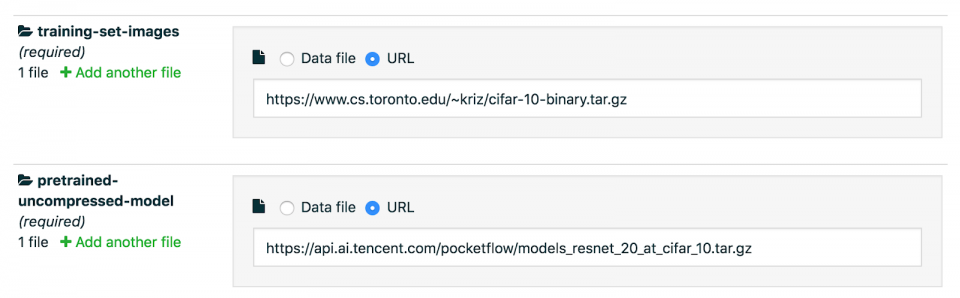 training-set-images
(required)
1 file + Add another file
Data file URL
https://www.cs.toronto.edu/~kriz/cifar-10-binary.tar.gz
pretrained-
uncompressed-model
(required)
1 file + Add another file
Data file URL
https://api.ai.tencent.com/pocketflow/models_resnet_20_at_cifar_10.tar.gz